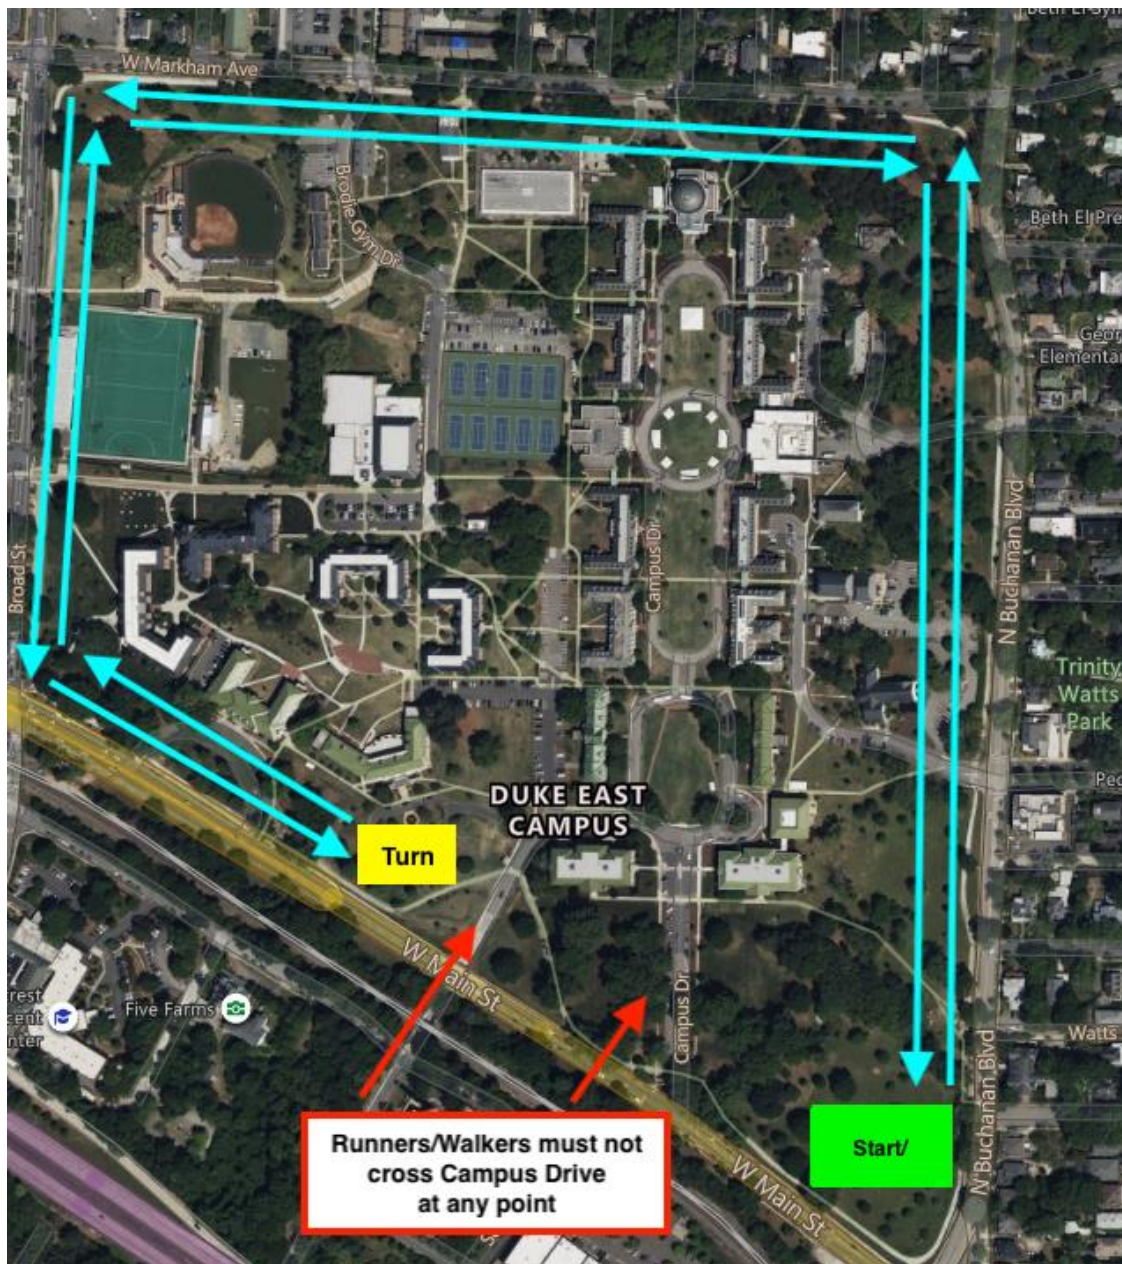 W Markham Ave
Brodie Gym Dr
Beth El Pre
Elementar
N Buchanan Blvd
Campus Dr
Broad St
Trinity
Watts
Park
DUKE EAST
CAMPUS
Turn
W Main St
Five Farms
Campus Dr
Watts
N Buchanan Blvd
Start/
Runners/Walkers must not
cross Campus Drive
at any point
W Main St